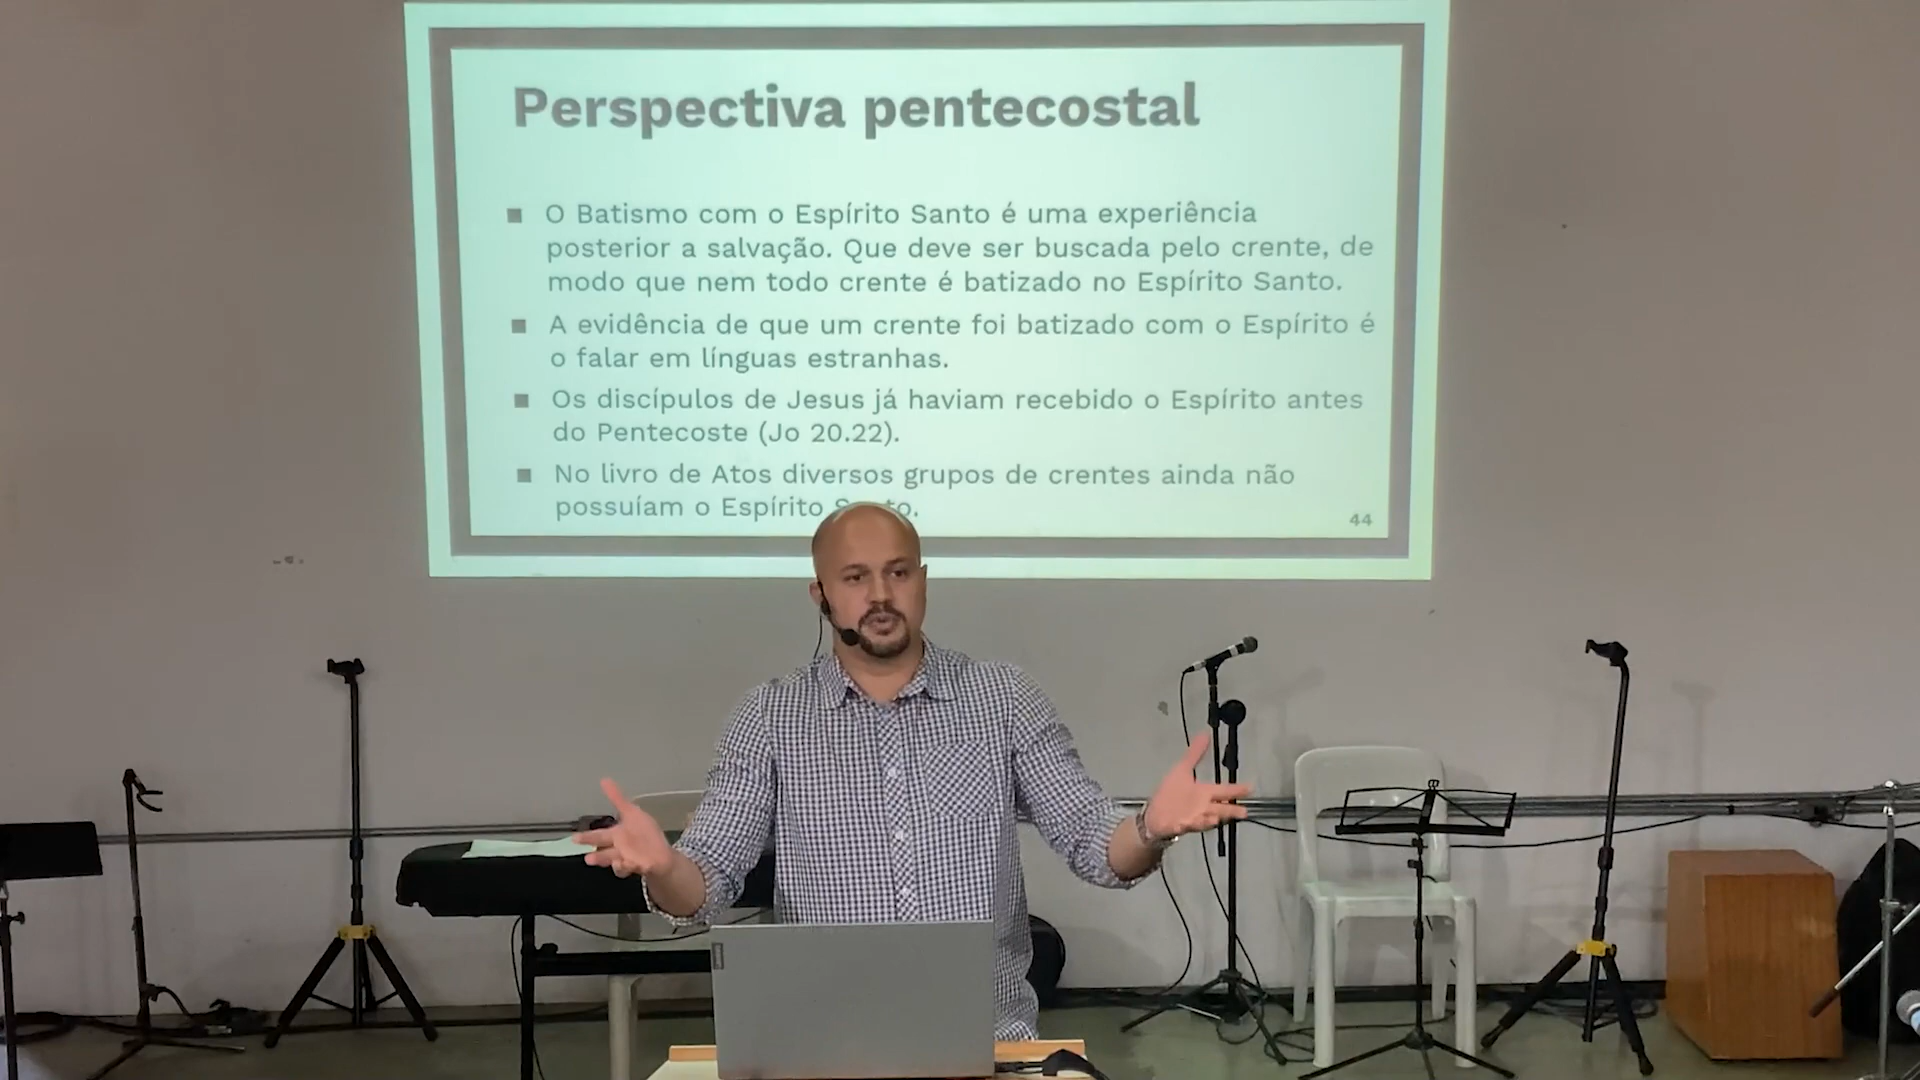 Perspectiva pentecostal
■ O Batismo com o Espírito Santo é uma experiência
posterior a salvação. Que deve ser buscada pelo crente, de
modo que nem todo crente é batizado no Espírito Santo.
■ A evidência de que um crente foi batizado com o Espírito é
o falar em línguas estranhas.
■ Os discípulos de Jesus já haviam recebido o Espírito antes
do Pentecoste (Jo 20.22).
■ No livro de Atos diversos grupos de crentes ainda não
possuíam o Espírito
44